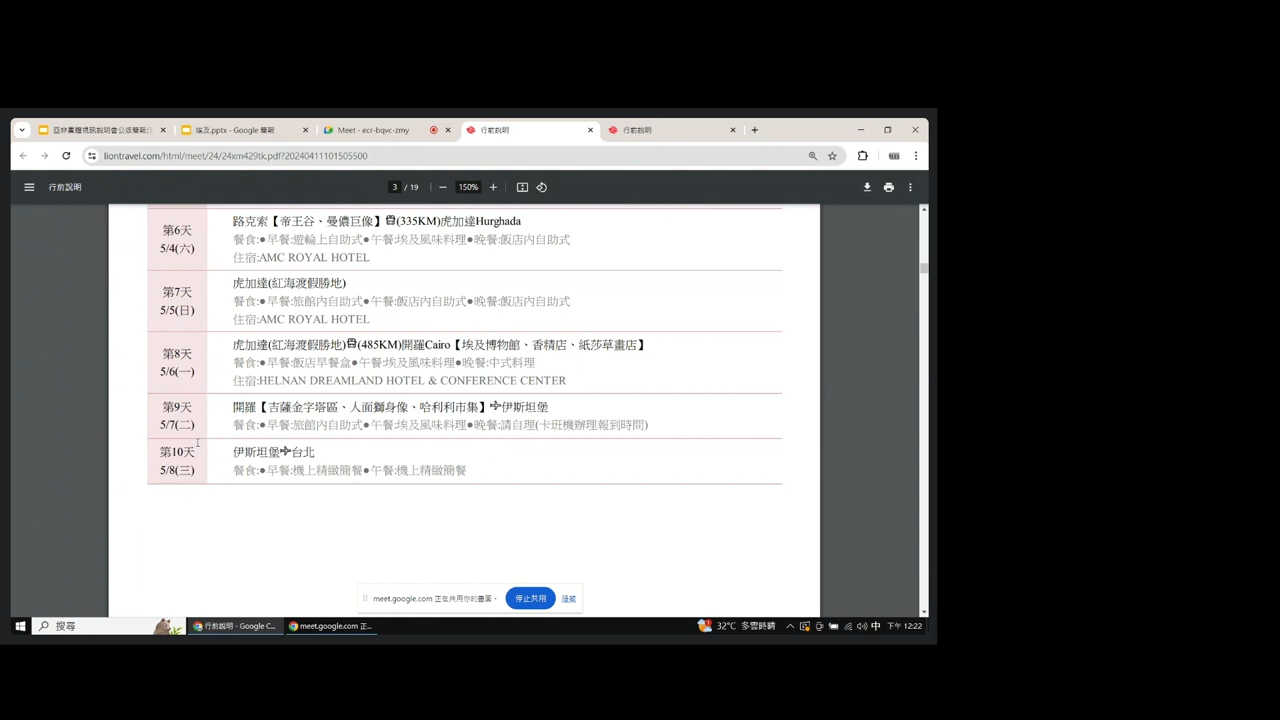 埃及.pptx - Google 簡報
Meet - ecr-bqvc-zmy
行前說明
行前說明
liontravel.com/html/meet/24/24xm429tk.pdf?20240411101505500
行前說明
3 / 19
150%
第6天
5/4(六)
路克索【帝王谷、曼儂巨像】(335KM)虎加達Hurghada
餐食:●早餐:遊輪上自助式●午餐:埃及風味料理●晚餐:飯店內自助式
住宿:AMC ROYAL HOTEL
第7天
5/5(日)
虎加達(紅海渡假勝地)
餐食:●早餐:旅館內自助式●午餐:飯店內自助式●晚餐:飯店內自助式
住宿:AMC ROYAL HOTEL
第8天
5/6(一)
虎加達(紅海渡假勝地)(485KM)開羅Cairo【埃及博物館、香精店、紙莎草畫店】
餐食:●早餐:飯店早餐盒●午餐:埃及風味料理●晚餐:中式料理
住宿:HELNAN DREAMLAND HOTEL & CONFERENCE CENTER
第9天
5/7(二)
開羅【吉薩金字塔區、人面獅身像、哈利利市集】✈伊斯坦堡
餐食:●早餐:旅館內自助式●午餐:埃及風味料理●晚餐:請自理(卡班機辦理報到時間)
第10天
5/8(三)
伊斯坦堡✈台北
餐食:●早餐:機上精緻簡餐●午餐:機上精緻簡餐
meet.google.com 正在共用你的畫面。
停止共用
隱藏
搜尋
行前說明 - Google C...
meet.google.com 正...
32°C 多雲時晴
中
下午 12:22